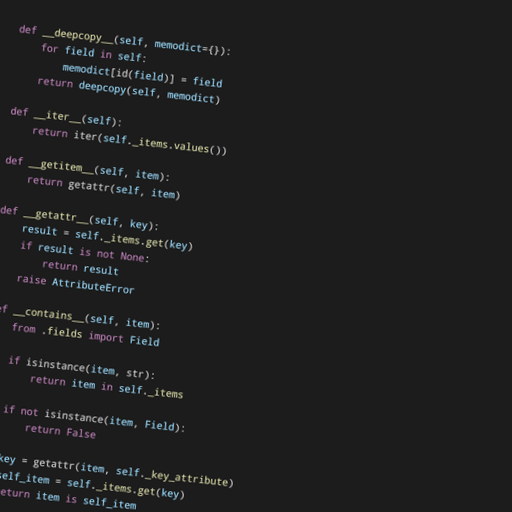 def __deepcopy__(self, memodict={}):
for field in self:
memodict[id(field)] = field
return deepcopy(self, memodict)
def __iter__(self):
return iter(self._items.values())
def __getitem__(self, item):
return getattr(self, item)
def __getattr__(self, key):
result = self._items.get(key)
if result is not None:
return result
raise AttributeError
ef __contains__(self, item):
from .fields import Field
if isinstance(item, str):
return item in self._items
if not isinstance(item, Field):
return False
key = getattr(item, self._key_attribute)
self_item = self._items.get(key)
return item is self_item